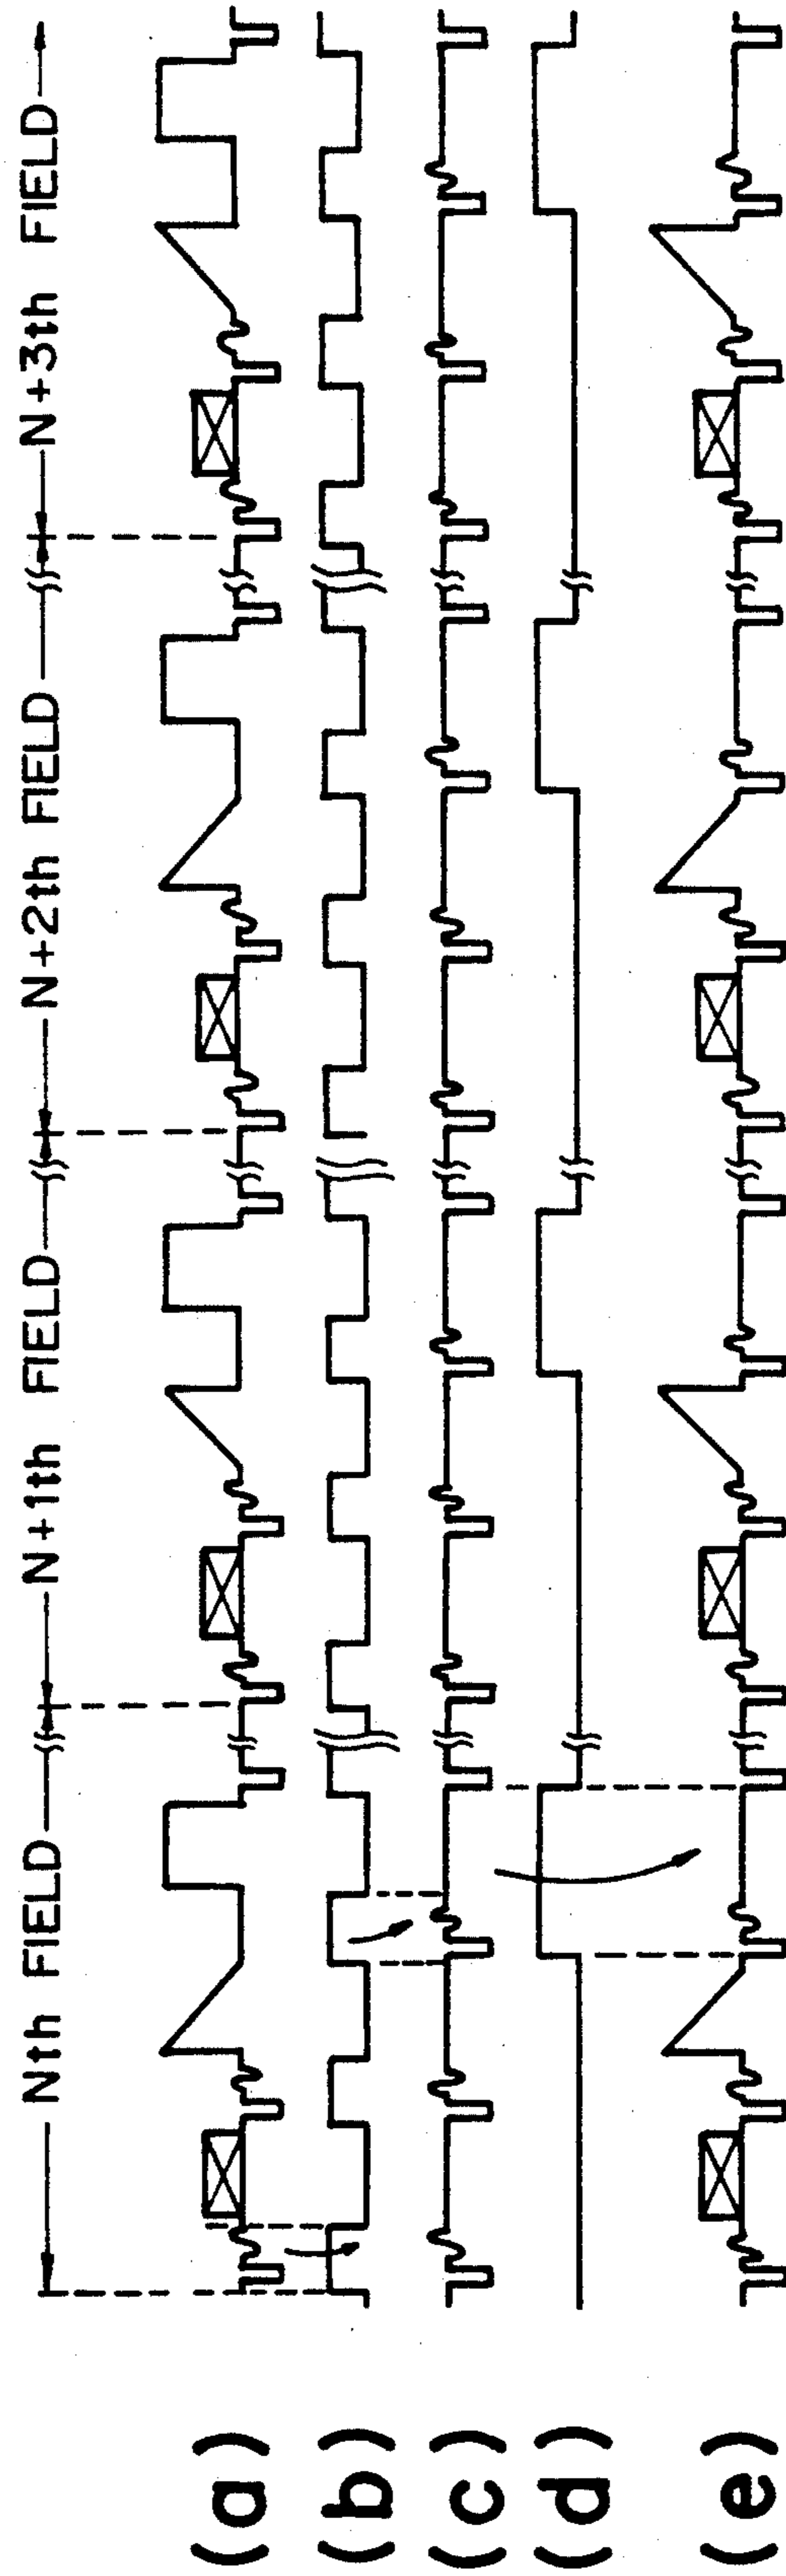 Nth FIELD
N+1th FIELD
N+2th FIELD
N+3th FIELD
(a)
(b)
(c)
(d)
(e)